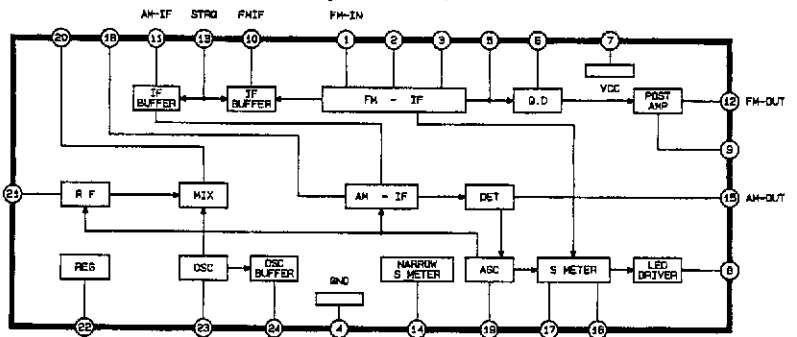 AM-IF STRQ FMIF FM-IN
20 18 11 13 10 1 2 3 5 6 7
IF BUFFER
IF BUFFER
FM - IF
Q.D
VCC
POST AMP
12 FM-OUT
9
21
R F
MIX
AM - IF
DET
15 AM-OUT
REG
OSC
OSC BUFFER
GND
NARROW S METER
AGC
S METER
LED DRIVER
8
22 23 24 4 14 19 17 16